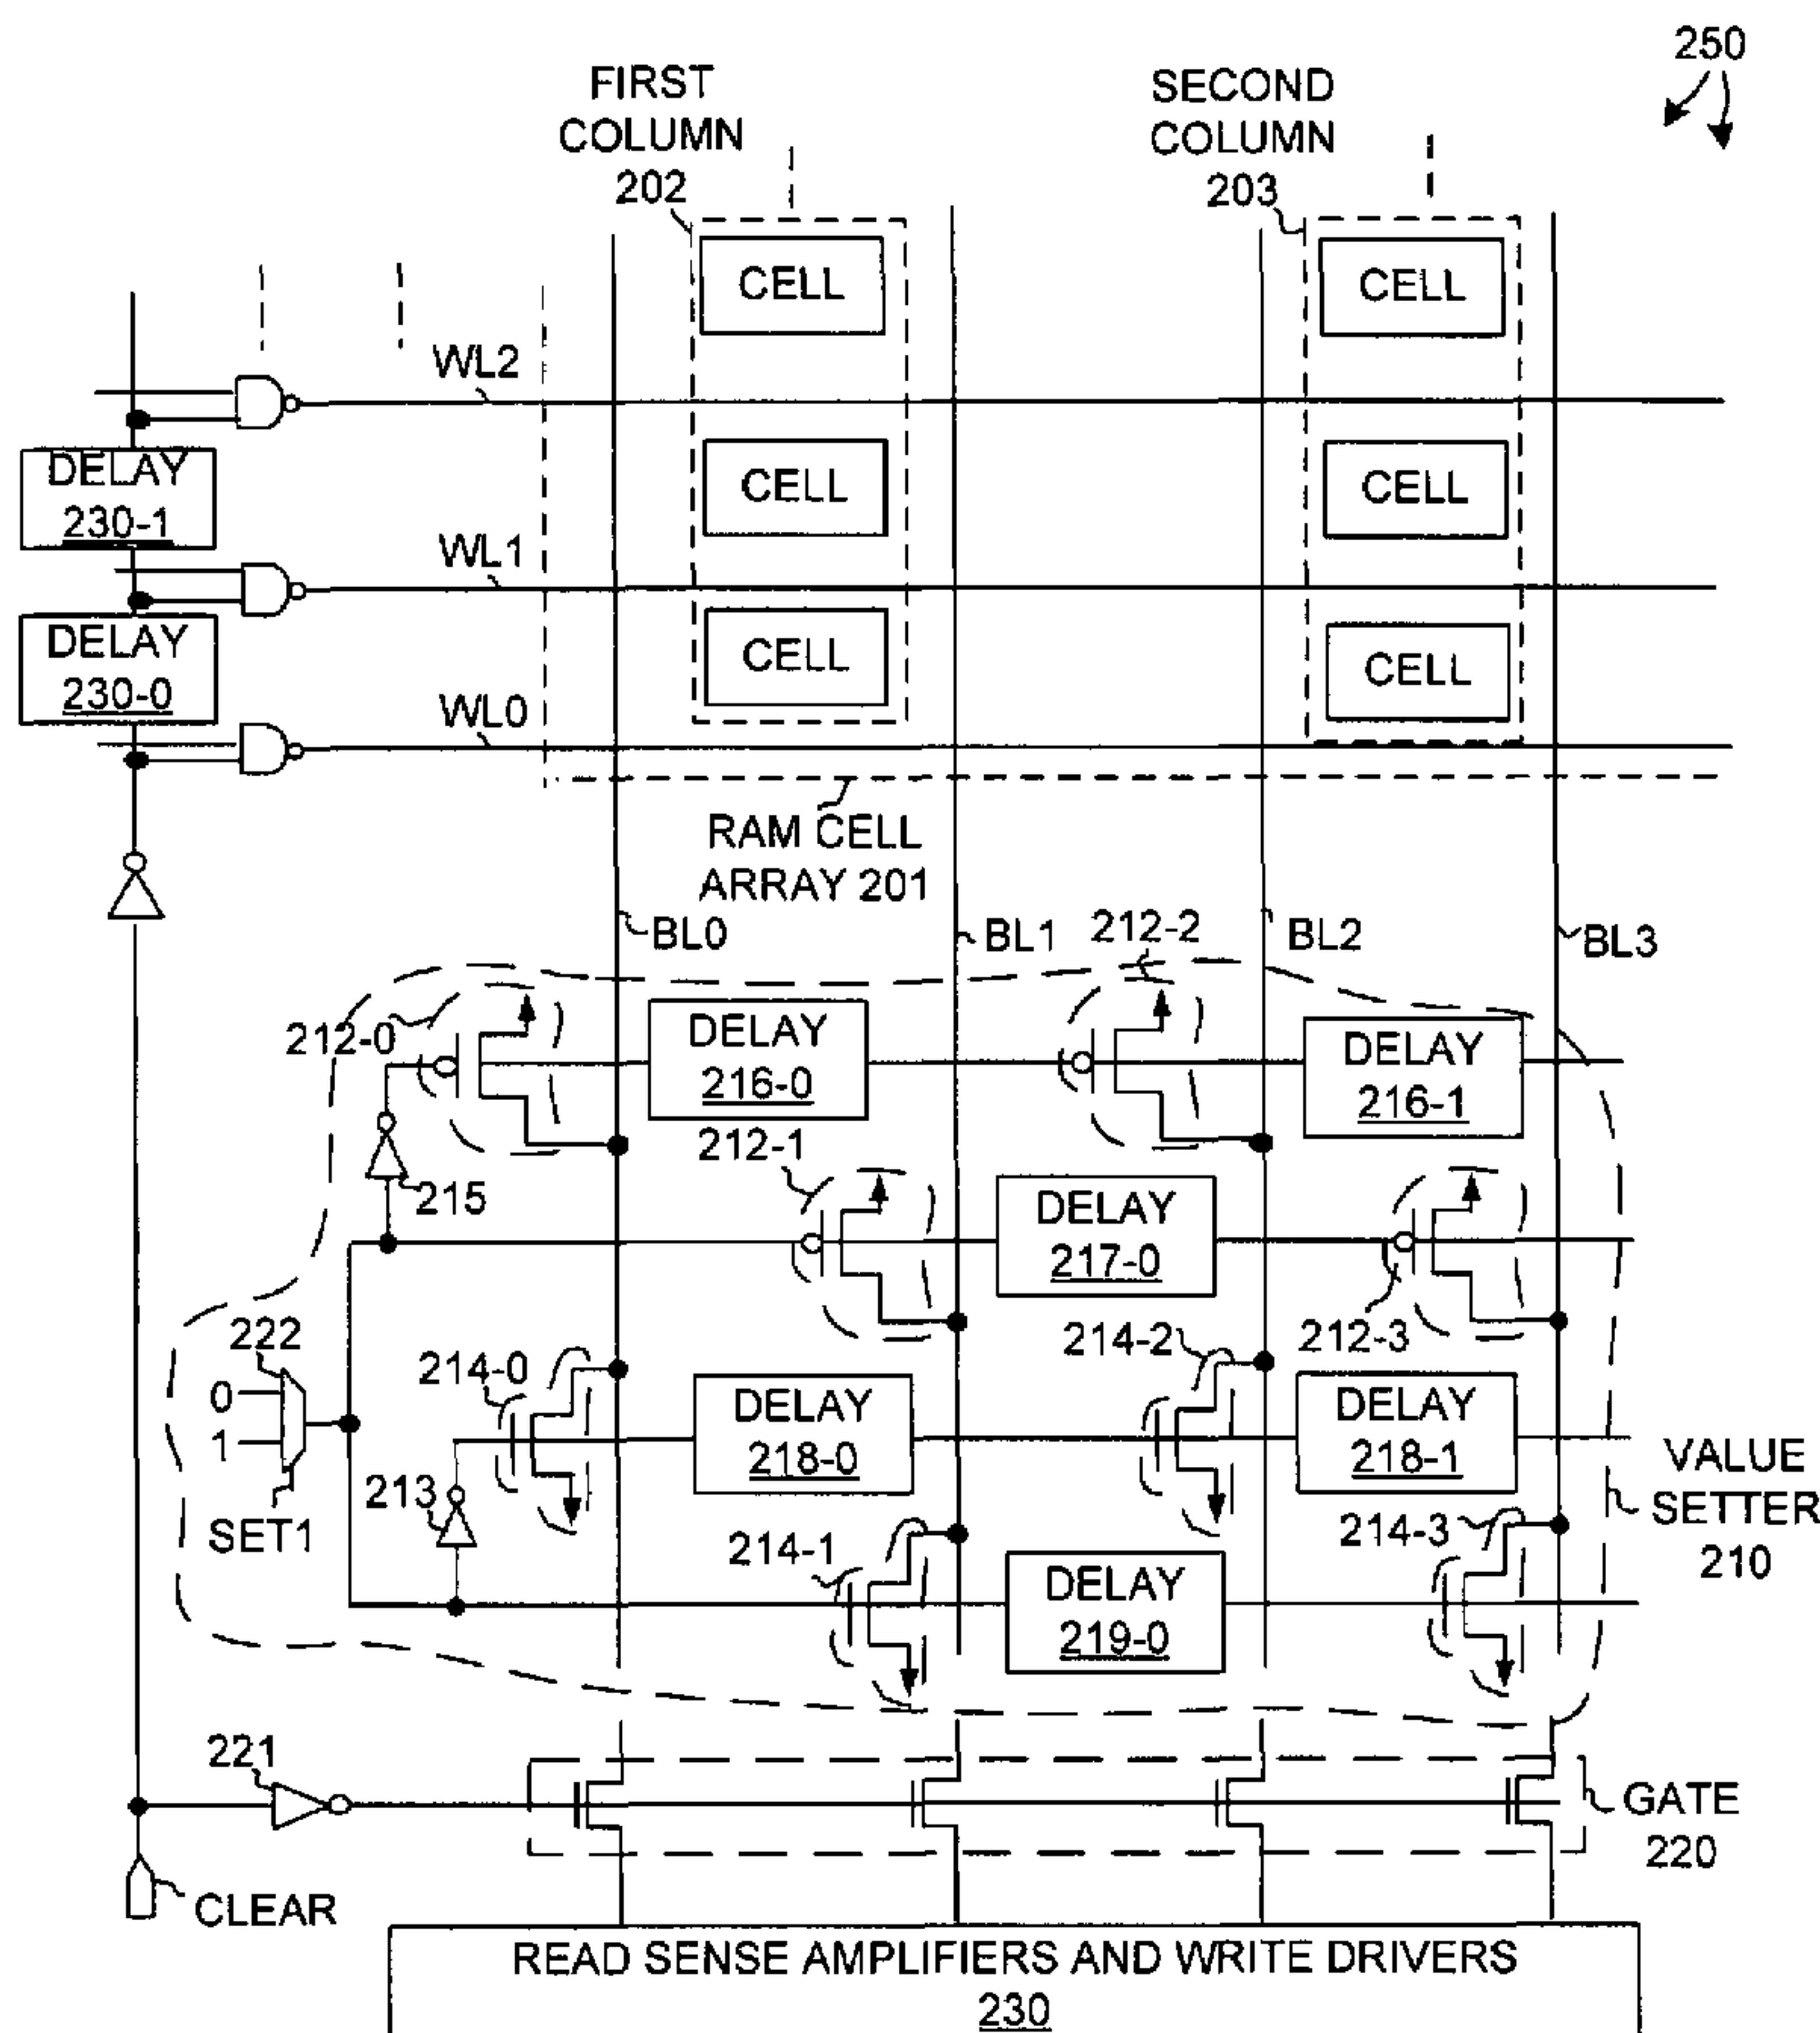 250
FIRST
COLUMN
202
SECOND
COLUMN
203
CELL
CELL
WL2
DELAY
230-1
CELL
CELL
WL1
DELAY
230-0
CELL
CELL
WL0
RAM CELL
ARRAY 201
BL0
BL1
212-2
BL2
BL3
212-0
DELAY
216-0
DELAY
216-1
212-1
215
DELAY
217-0
222
0
1
214-0
214-2
212-3
DELAY
218-0
DELAY
218-1
213
SET1
VALUE
SETTER
210
214-1
214-3
DELAY
219-0
221
GATE
220
CLEAR
READ SENSE AMPLIFIERS AND WRITE DRIVERS
230